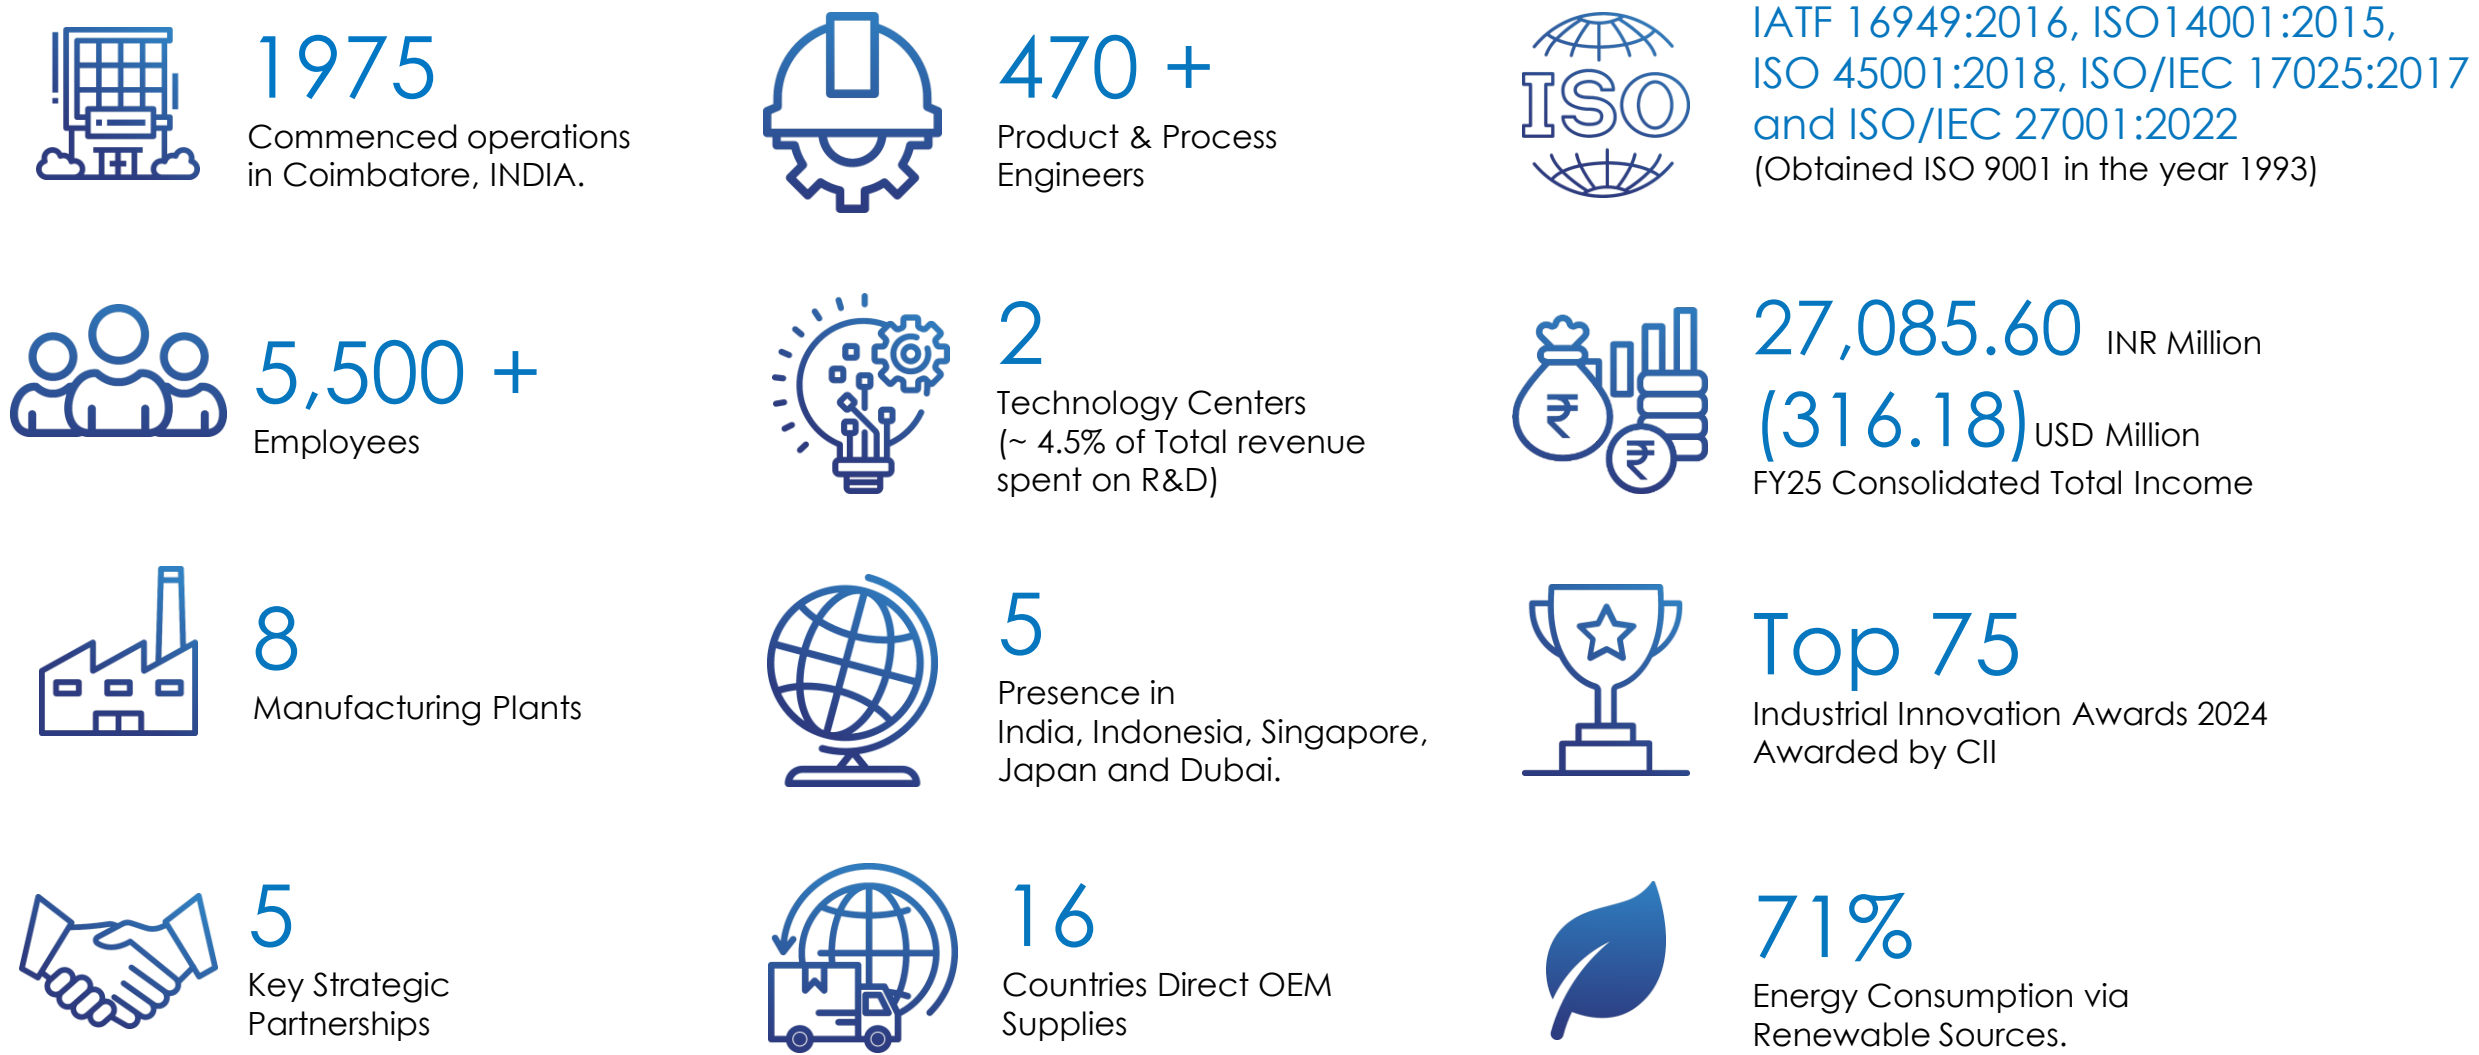 1975
Commenced operations
in Coimbatore, INDIA.
470 +
Product & Process
Engineers
ISO
IATF 16949:2016, ISO14001:2015,
ISO 45001:2018, ISO/IEC 17025:2017
and ISO/IEC 27001:2022
(Obtained ISO 9001 in the year 1993)
5,500 +
Employees
2
Technology Centers
(~ 4.5% of Total revenue
spent on R&D)
₹
₹
27,085.60 INR Million
(316.18) USD Million
FY25 Consolidated Total Income
8
Manufacturing Plants
5
Presence in
India, Indonesia, Singapore,
Japan and Dubai.
Top 75
Industrial Innovation Awards 2024
Awarded by CII
5
Key Strategic
Partnerships
16
Countries Direct OEM
Supplies
71%
Energy Consumption via
Renewable Sources.